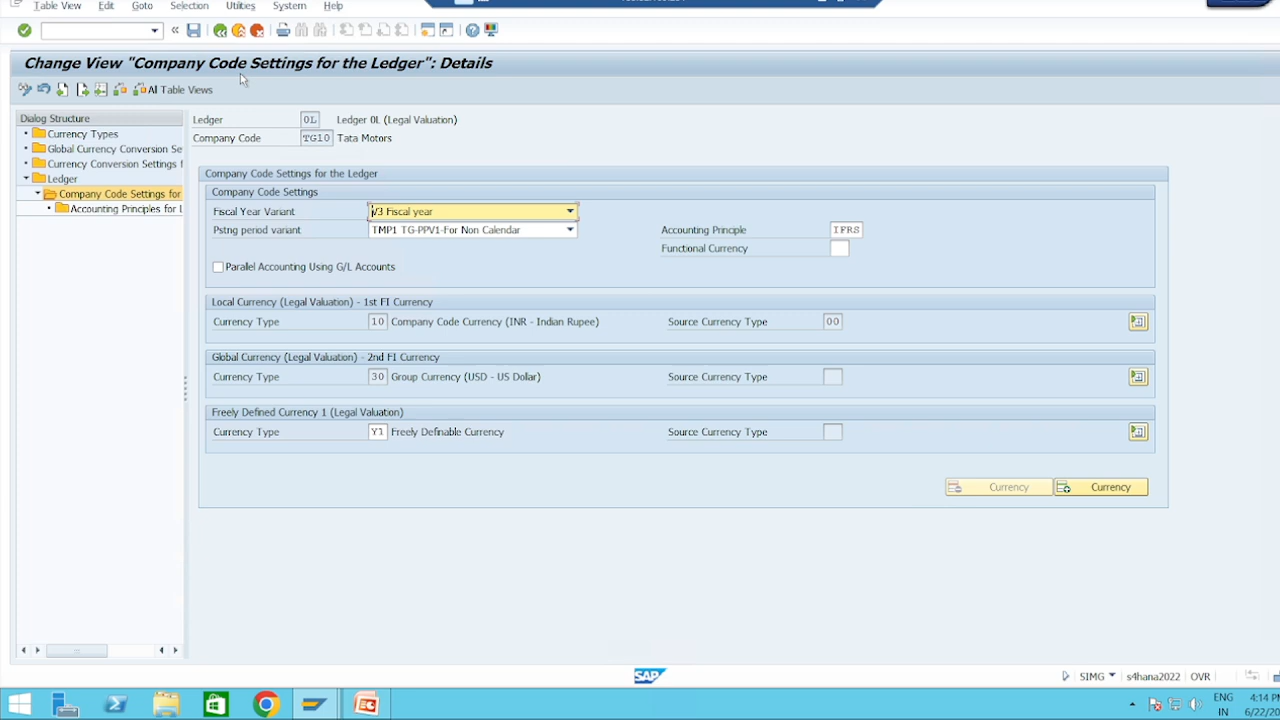 Table View Edit Goto Selection Utilities System Help
Change View "Company Code Settings for the Ledger": Details
All Table Views
Dialog Structure
Currency Types
Global Currency Conversion Se
Currency Conversion Settings f
Ledger
Company Code Settings for
Accounting Principles for L
Ledger 0L Ledger 0L (Legal Valuation)
Company Code TG10 Tata Motors
Company Code Settings for the Ledger
Company Code Settings
Fiscal Year Variant V3 Fiscal year
Pstng period variant TMP1 TG-PPV1-For Non Calendar Accounting Principle IFRS
Functional Currency
Parallel Accounting Using G/L Accounts
Local Currency (Legal Valuation) - 1st FI Currency
Currency Type 10 Company Code Currency (INR - Indian Rupee) Source Currency Type 00
Global Currency (Legal Valuation) - 2nd FI Currency
Currency Type 30 Group Currency (USD - US Dollar) Source Currency Type
Freely Defined Currency 1 (Legal Valuation)
Currency Type Y1 Freely Definable Currency Source Currency Type
Currency Currency
SAP
SIMG s4hana2022 OVR
ENG 4:14 PM
IN 6/22/20